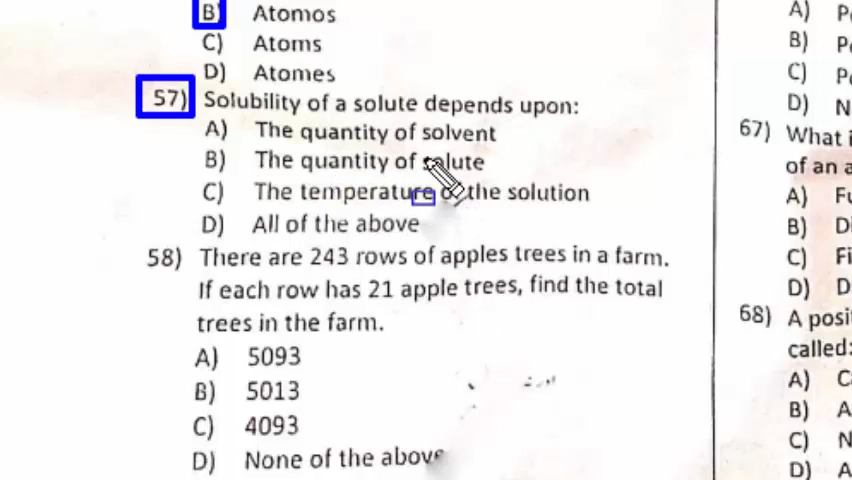 B) Atomos
C) Atoms
D) Atomes
57) Solubility of a solute depends upon:
A) The quantity of solvent
B) The quantity of solute
C) The temperature of the solution
D) All of the above
58) There are 243 rows of apples trees in a farm.
If each row has 21 apple trees, find the total
trees in the farm.
A) 5093
B) 5013
C) 4093
D) None of the above
A)
B)
C)
D)
67) What
of an
A)
B)
C)
D)
68) A
called:
A)
B)
C)
D)